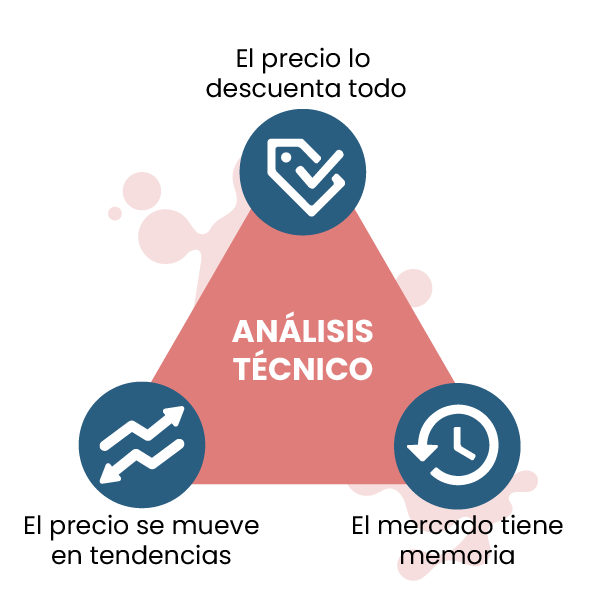 El precio lo
descuenta todo
ANÁLISIS
TÉCNICO
El precio se mueve
en tendencias
El mercado tiene
memoria